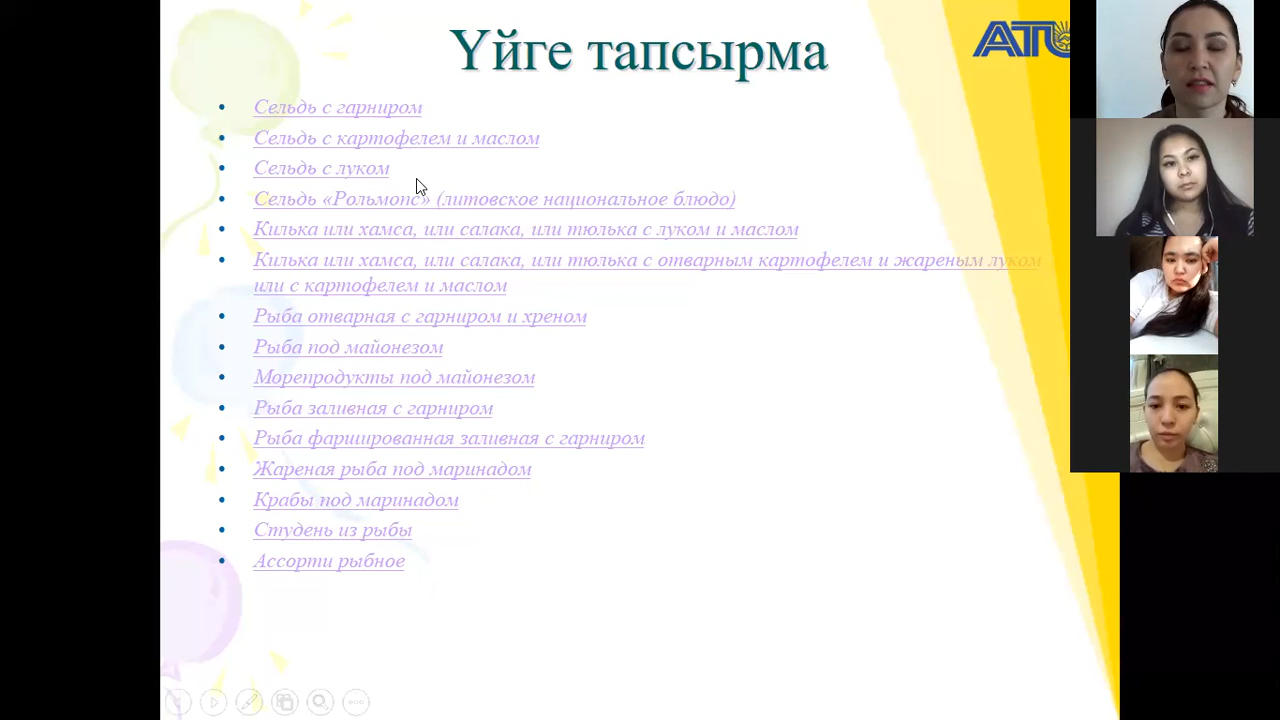 Үйге тапсырма
АТU
Сельдь с гарниром
Сельдь с картофелем и маслом
Сельдь с луком
Сельдь «Рольмопс» (литовское национальное блюдо)
Килька или хамса, или салака, или тюлька с луком и маслом
Килька или хамса, или салака, или тюлька с отварным картофелем и жареным луком
или с картофелем и маслом
Рыба отварная с гарниром и хреном
Рыба под майонезом
Морепродукты под майонезом
Рыба заливная с гарниром
Рыба фаршированная заливная с гарниром
Жареная рыба под маринадом
Крабы под маринадом
Студень из рыбы
Ассорти рыбное